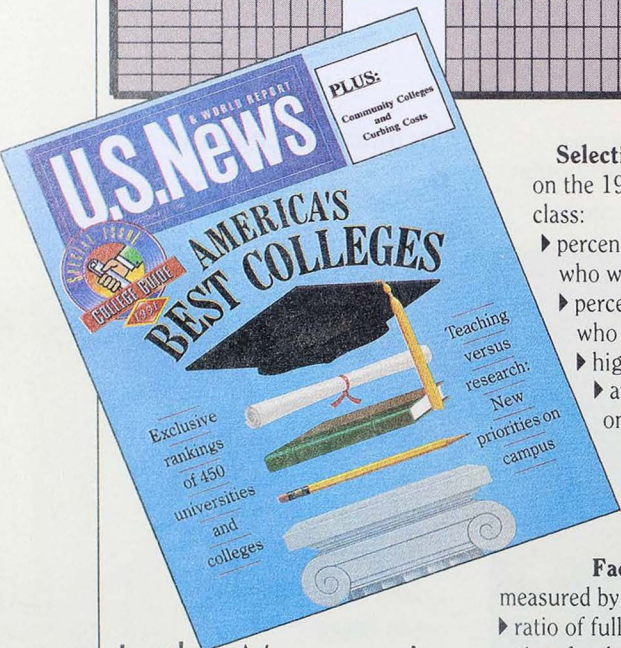 & WORLD REPORT
U.S.News
PLUS:
Community Colleges
and
Curbing Costs
SPECIAL ISSUE
COLLEGE GUIDE
1991
AMERICA'S
BEST COLLEGES
Exclusive
rankings
of 450
universities
and
colleges
Teaching
versus
research:
New
priorities on
campus
Selecti
on the 19
class:
▶ percen
who w
▶ perce
who
▶ hig
▶ a
or
Fac
measured by
▶ ratio of full